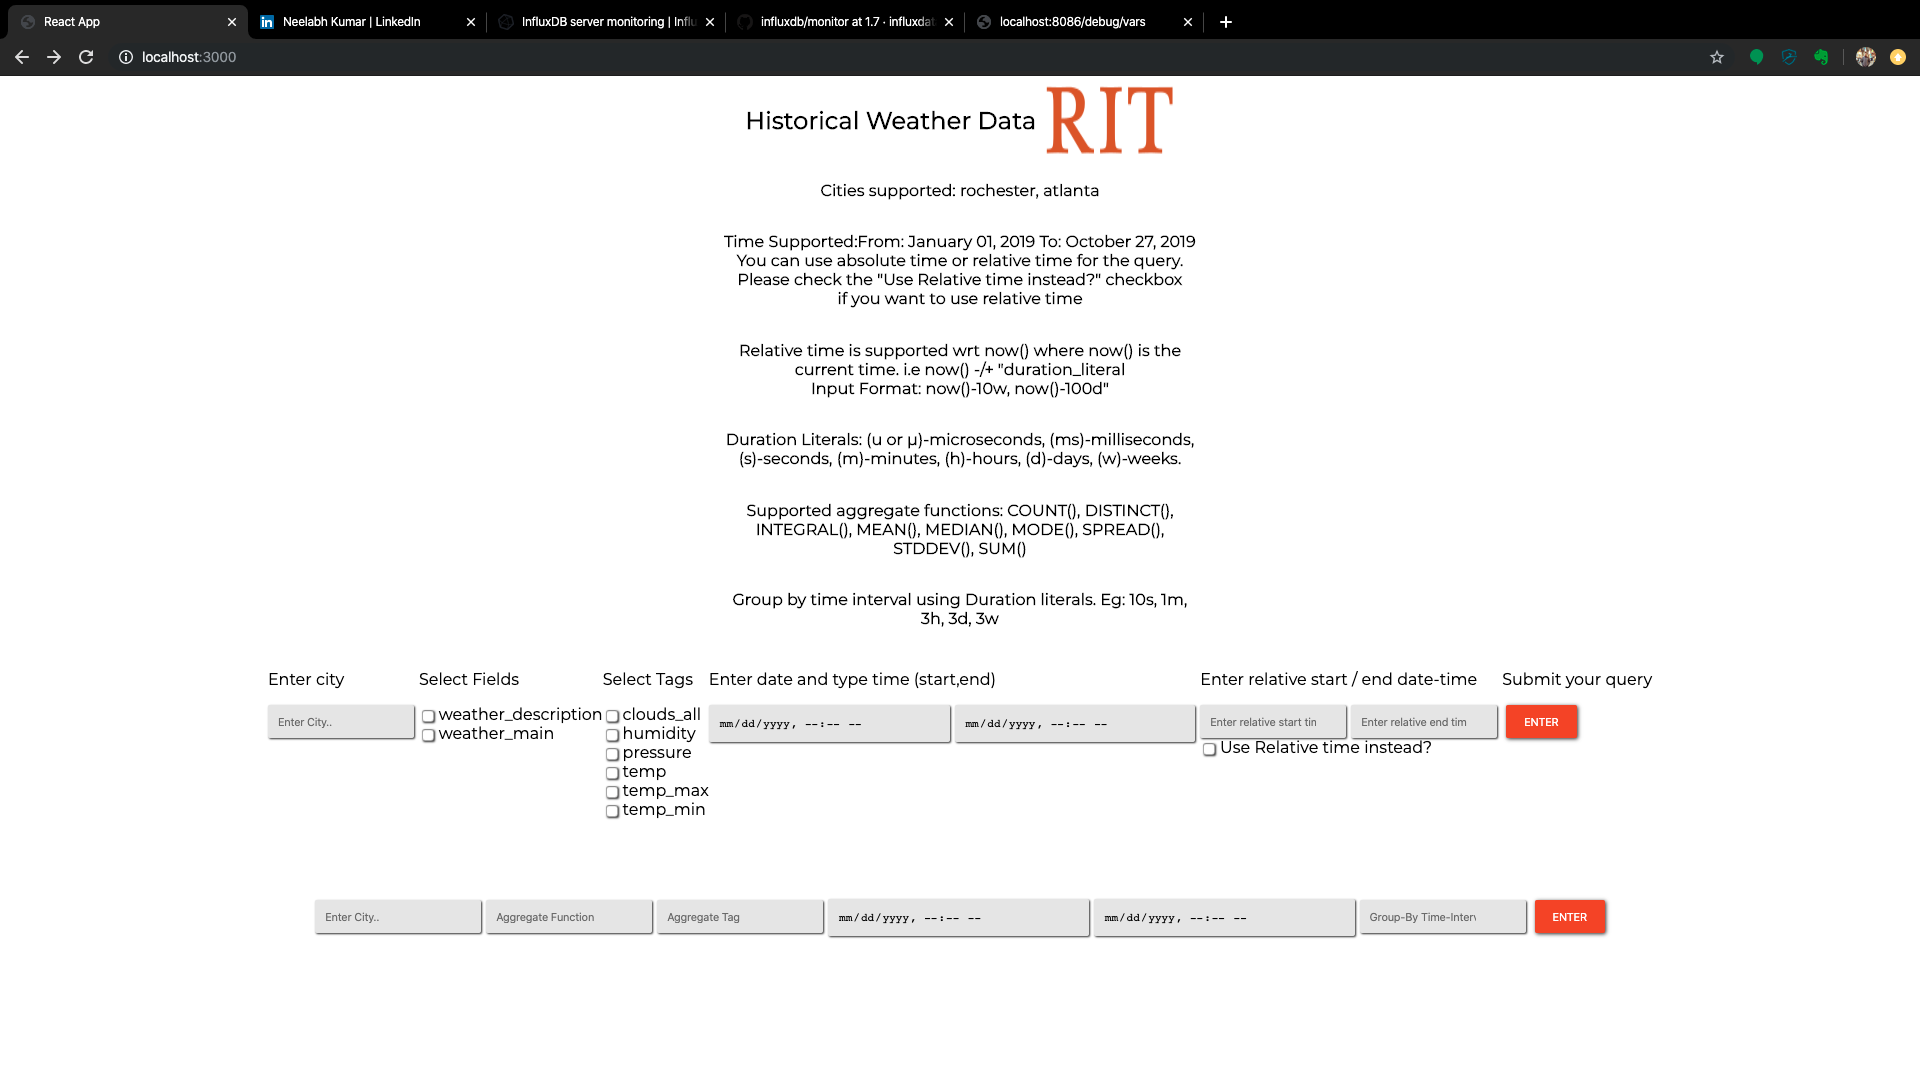 React App
Neelabh Kumar | LinkedIn
InfluxDB server monitoring | Influ
influxdb/monitor at 1.7 · influxdat
localhost:8086/debug/vars
localhost:3000
Historical Weather Data RIT
Cities supported: rochester, atlanta
Time Supported:From: January 01, 2019 To: October 27, 2019
You can use absolute time or relative time for the query.
Please check the "Use Relative time instead?" checkbox
if you want to use relative time
Relative time is supported wrt now() where now() is the
current time. i.e now() -/+ "duration_literal
Input Format: now()-10w, now()-100d"
Duration Literals: (u or µ)-microseconds, (ms)-milliseconds,
(s)-seconds, (m)-minutes, (h)-hours, (d)-days, (w)-weeks.
Supported aggregate functions: COUNT(), DISTINCT(),
INTEGRAL(), MEAN(), MEDIAN(), MODE(), SPREAD(),
STDDEV(), SUM()
Group by time interval using Duration literals. Eg: 10s, 1m,
3h, 3d, 3w
Enter city
Enter City..
Select Fields
weather_description
weather_main
Select Tags
clouds_all
humidity
pressure
temp
temp_max
temp_min
Enter date and type time (start,end)
mm/dd/yyyy, --:-- --
mm/dd/yyyy, --:-- --
Enter relative start / end date-time
Enter relative start tim
Enter relative end tim
Use Relative time instead?
Submit your query
ENTER
Enter City..
Aggregate Function
Aggregate Tag
mm/dd/yyyy, --:-- --
mm/dd/yyyy, --:-- --
Group-By Time-Interv
ENTER